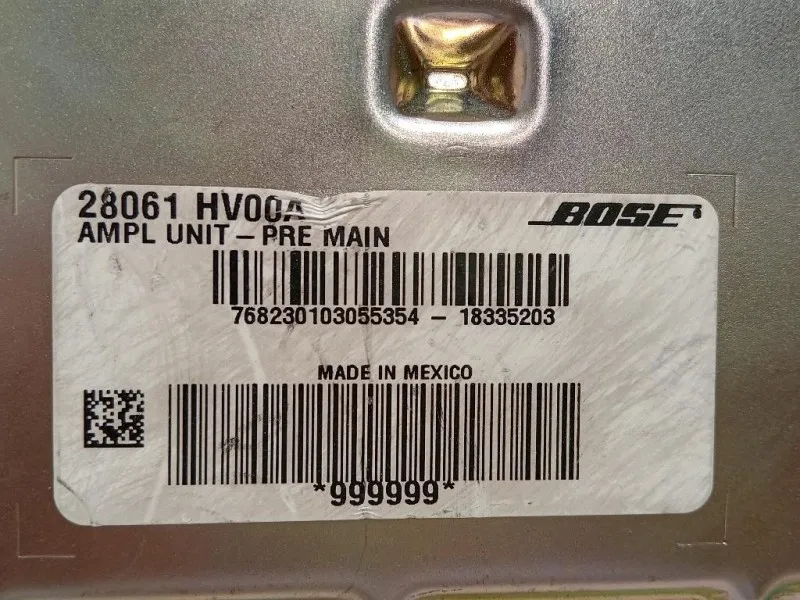 28061 HV00A
BOSE
AMPL UNIT-PRE MAIN
768230103055354 - 18335203
MADE IN MEXICO
*999999*